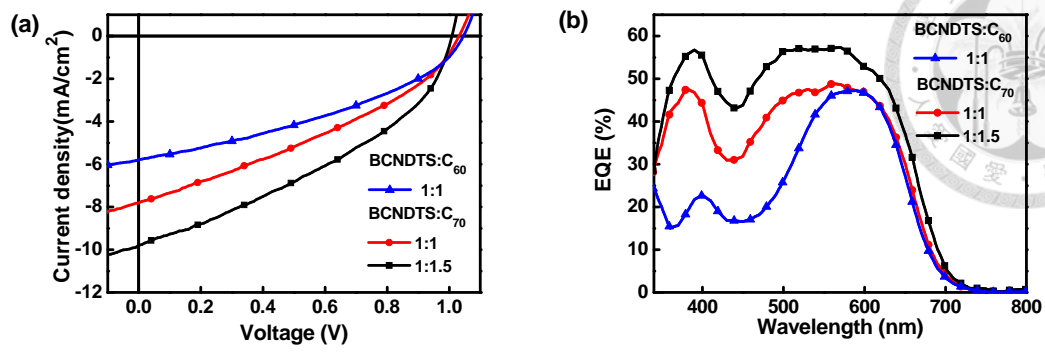 (a)
0
-2
-4
-6
-8
-10
-12
Current density(mA/cm²)
0.0 0.2 0.4 0.6 0.8 1.0
Voltage (V)
BCNDTS:C₆₀
1:1
BCNDTS:C₇₀
1:1
1:1.5
(b)
60
50
40
30
20
10
0
EQE (%)
400 500 600 700 800
Wavelength (nm)
BCNDTS:C₆₀
1:1
BCNDTS:C₇₀
1:1
1:1.5
人
國
愛